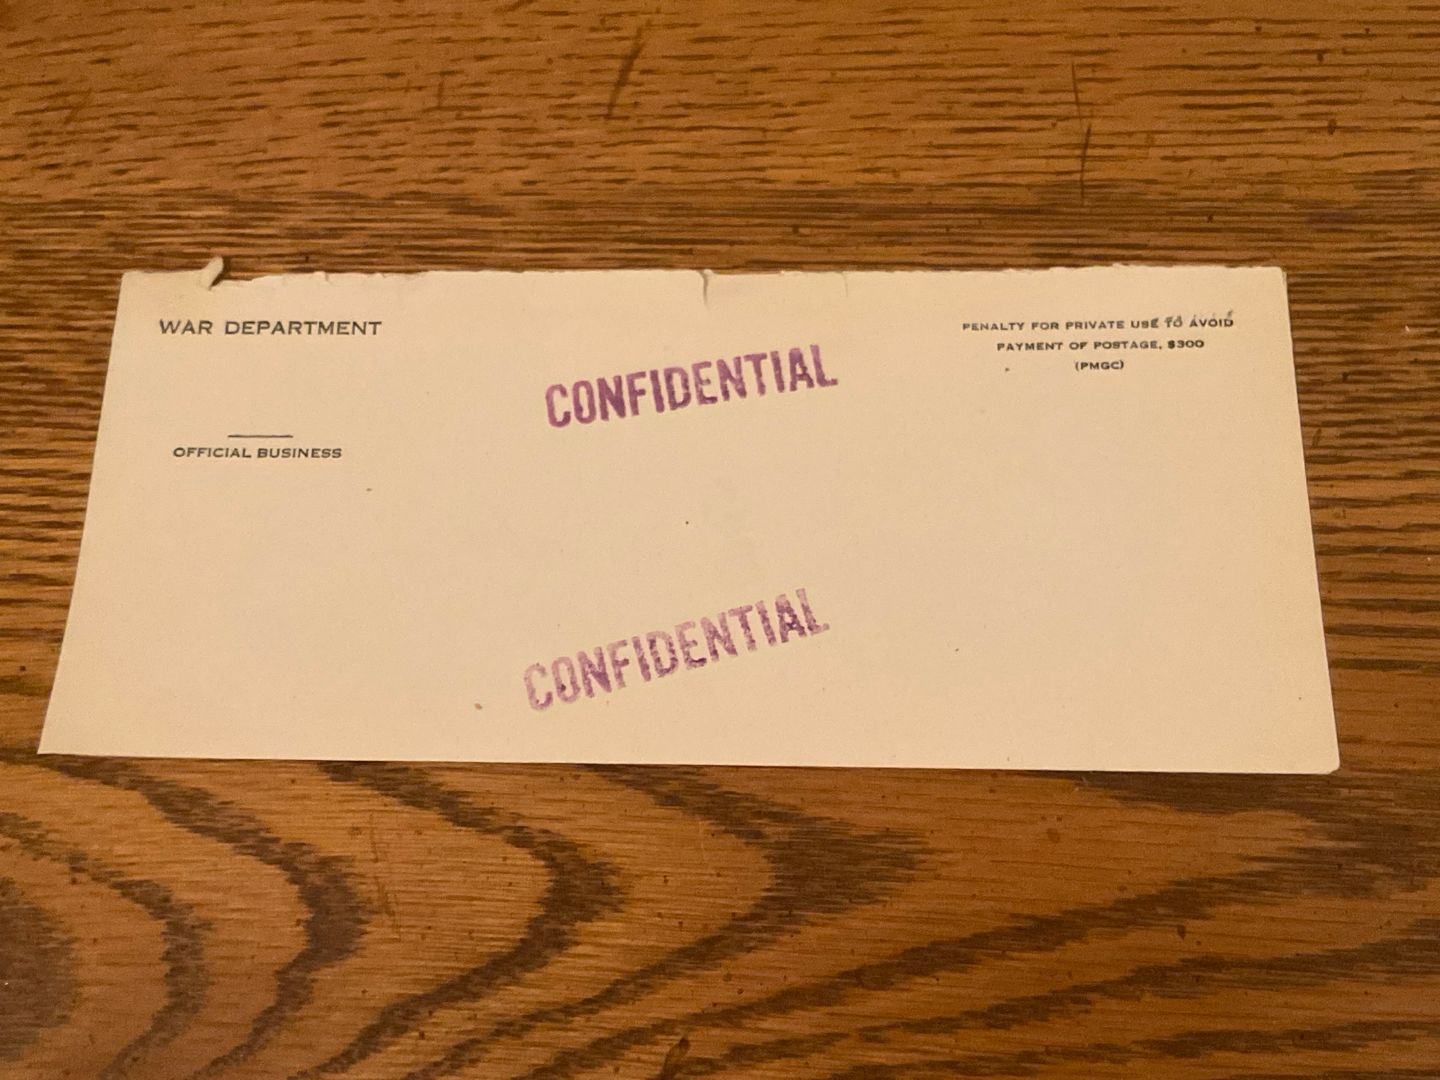 WAR DEPARTMENT
OFFICIAL BUSINESS
CONFIDENTIAL
PENALTY FOR PRIVATE USE TO AVOID
PAYMENT OF POSTAGE, $300
(PMGC)
CONFIDENTIAL